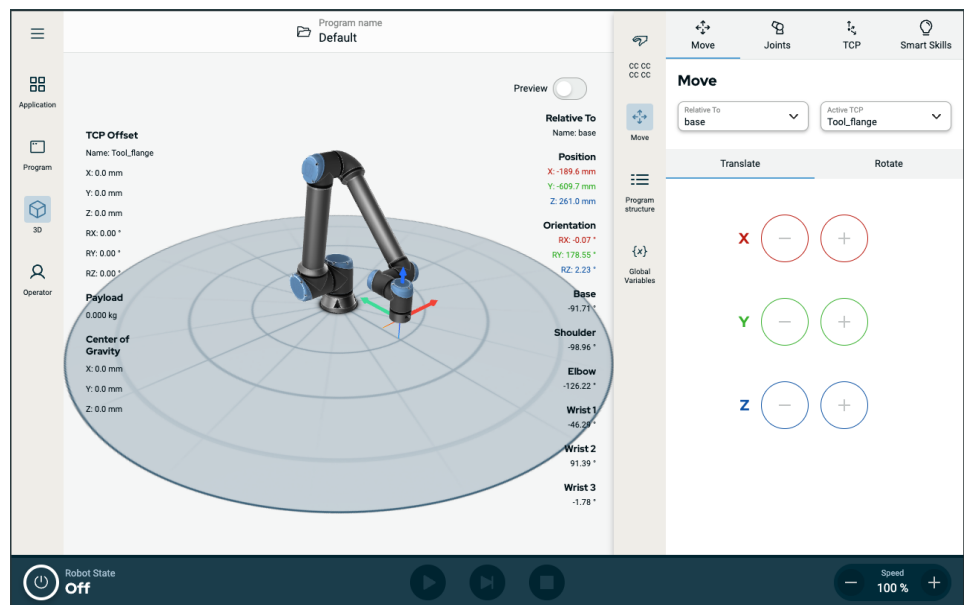 Program name
Default
Move
Joints
TCP
Smart Skills
Application
Program
3D
Operator
Preview
TCP Offset
Name: Tool_flange
X: 0.0 mm
Y: 0.0 mm
Z: 0.0 mm
RX: 0.00 °
RY: 0.00 °
RZ: 0.00 °
Payload
0.000 kg
Center of
Gravity
X: 0.0 mm
Y: 0.0 mm
Z: 0.0 mm
Relative To
Name: base
Position
X: -189.6 mm
Y: -609.7 mm
Z: 261.0 mm
Orientation
RX: -0.07 °
RY: 178.55 °
RZ: 2.23 °
Base
-91.71 °
Shoulder
-98.96 °
Elbow
-126.22 °
Wrist 1
-46.29 °
Wrist 2
91.39 °
Wrist 3
-1.78 °
CC CC
CC CC
Move
Program
structure
{x}
Global
Variables
Move
Relative To
base
Active TCP
Tool_flange
Translate
Rotate
X − +
Y − +
Z − +
Robot State
Off
Speed
− 100 % +